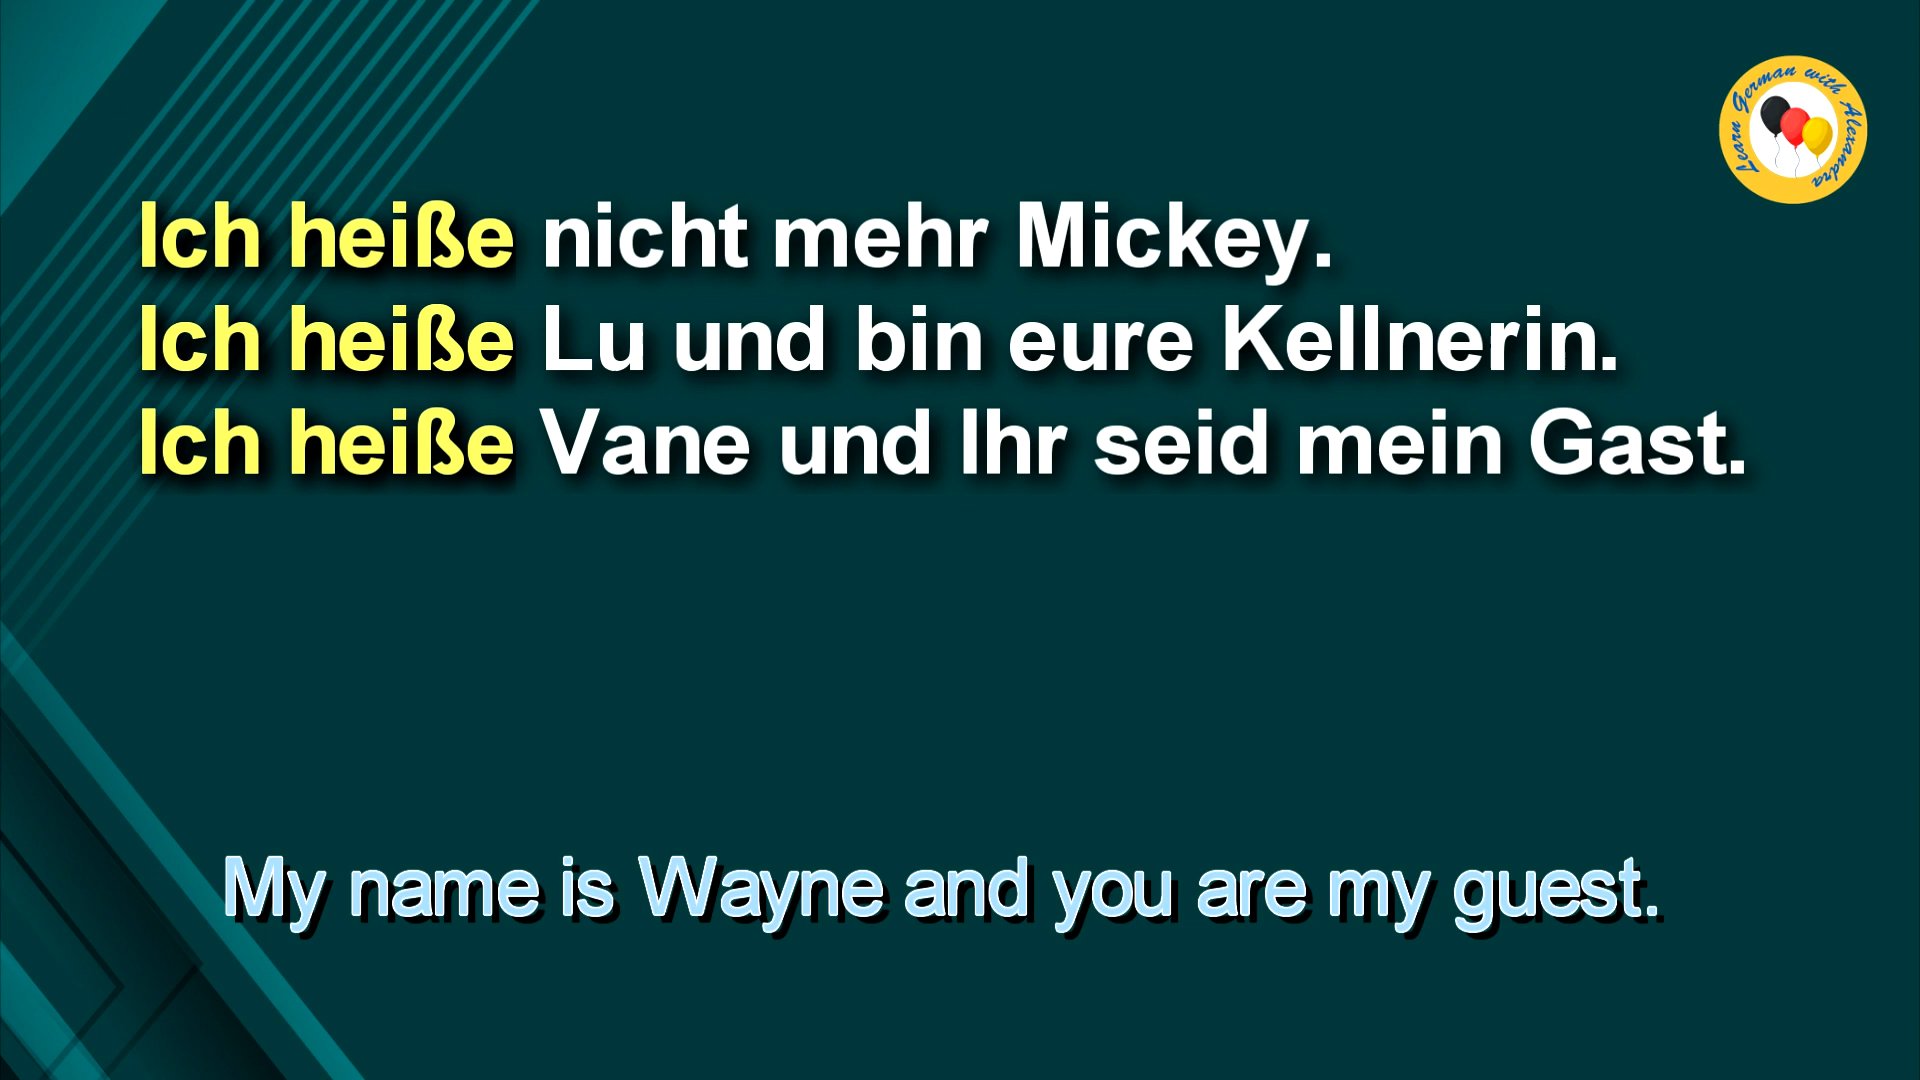 Learn German with Alexandra
Ich heiße nicht mehr Mickey.
Ich heiße Lu und bin eure Kellnerin.
Ich heiße Vane und Ihr seid mein Gast.
My name is Wayne and you are my guest.